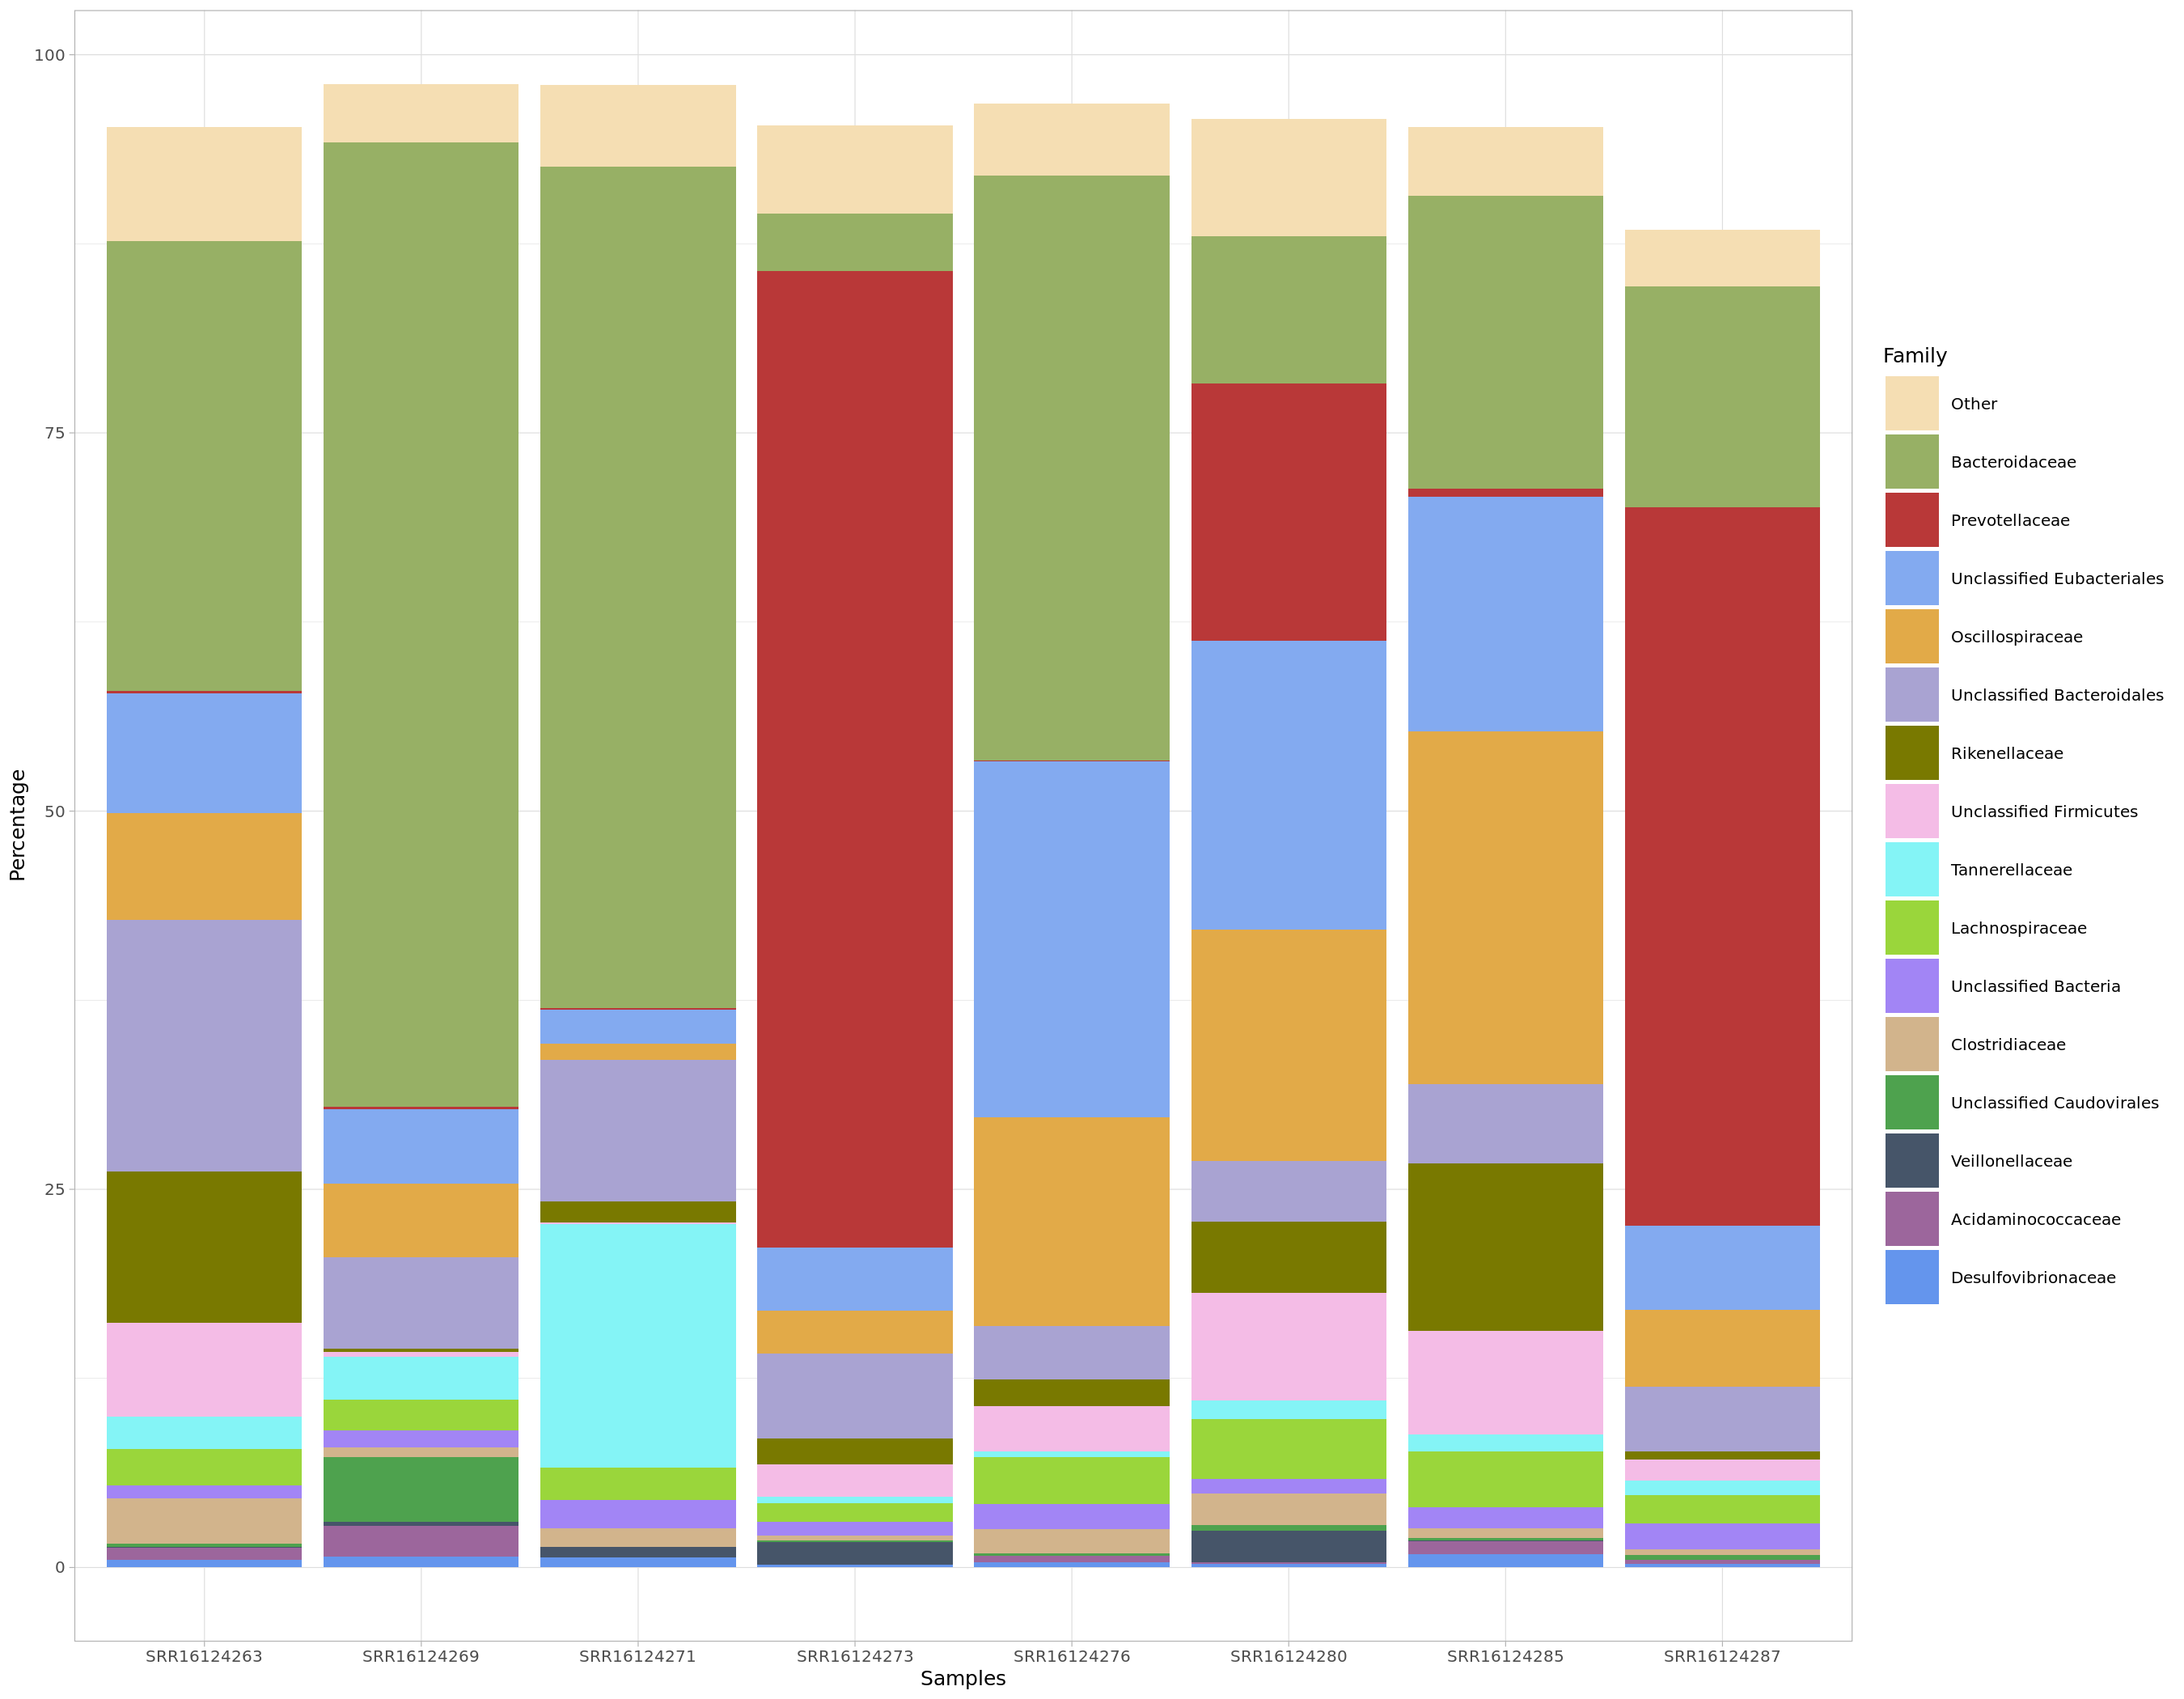 100
75
50
25
0
Percentage
SRR16124263 SRR16124269 SRR16124271 SRR16124273 SRR16124276 SRR16124280 SRR16124285 SRR16124287
Samples
Family
Other
Bacteroidaceae
Prevotellaceae
Unclassified Eubacteriales
Oscillospiraceae
Unclassified Bacteroidales
Rikenellaceae
Unclassified Firmicutes
Tannerellaceae
Lachnospiraceae
Unclassified Bacteria
Clostridiaceae
Unclassified Caudovirales
Veillonellaceae
Acidaminococcaceae
Desulfovibrionaceae